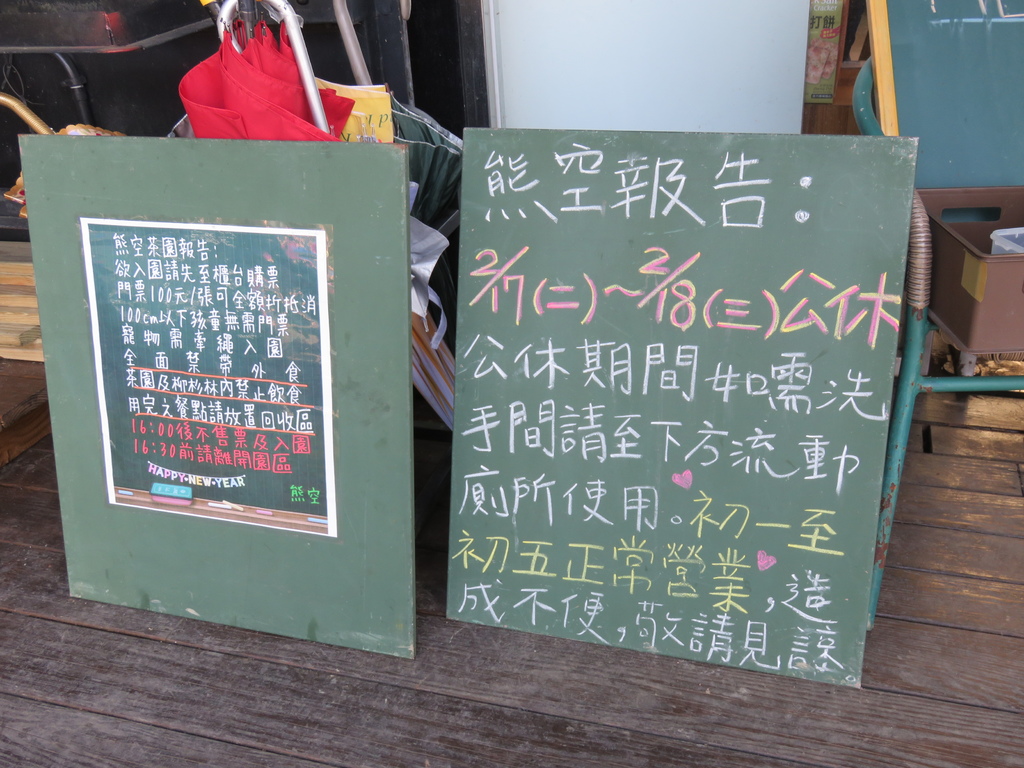 熊空茶園報告:
欲入園請先至櫃台購票
門票100元/張可全額折抵消
100cm以下孩童無需門票
寵物需牽繩入園
全面禁帶外食
茶園及柳杉林內禁止飲食
用完之餐點請放置回收區
16:00後不售票及入園
16:30前請離開園區
HAPPY NEW YEAR
熊空
熊空報告:
2/17(二)~2/18(三)公休
公休期間如需洗
手間請至下方流動
廁所使用。初一至
初五正常營業,造
成不便,敬請見諒
打餅